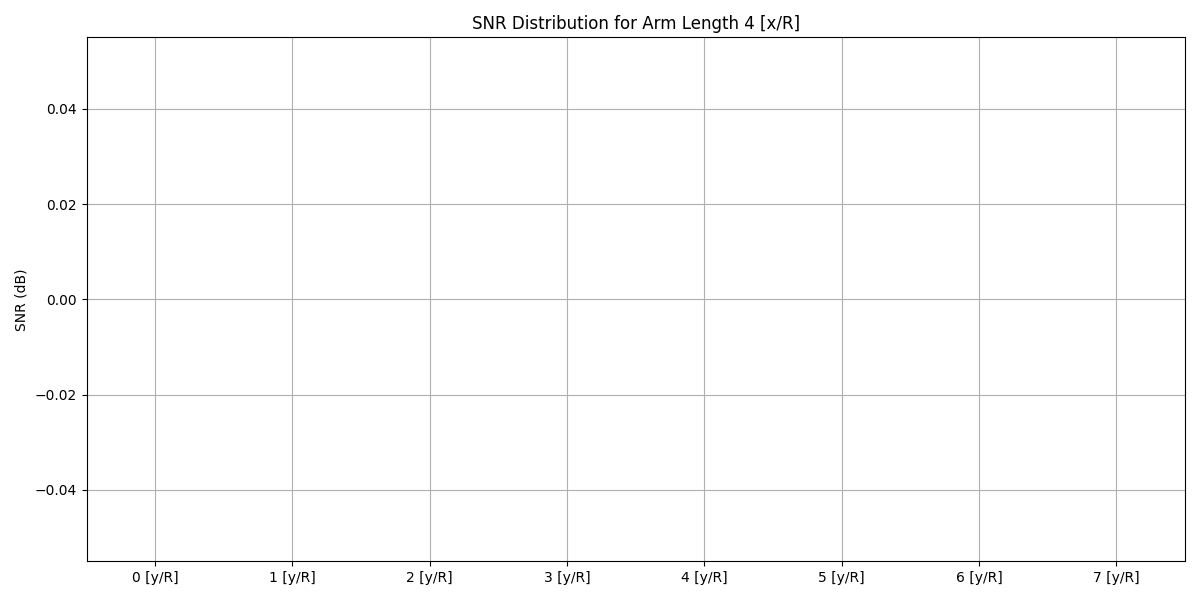 SNR Distribution for Arm Length 4 [x/R]
0.04
0.02
0.00
−0.02
−0.04
SNR (dB)
0 [y/R] 1 [y/R] 2 [y/R] 3 [y/R] 4 [y/R] 5 [y/R] 6 [y/R] 7 [y/R]